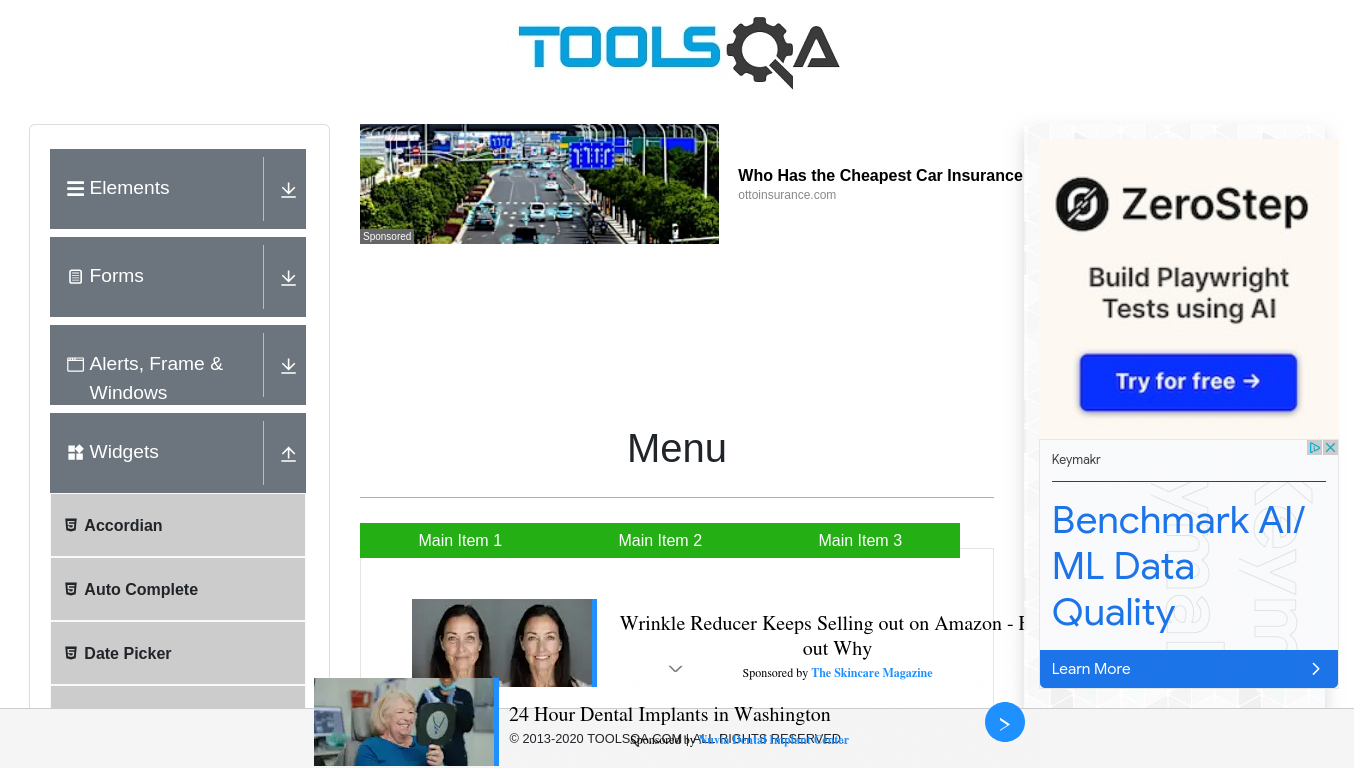 TOOLSQA
Elements
Forms
Alerts, Frame &
Windows
Widgets
Auto Complete
Accordian
Date Picker
Sponsored
Who Has the Cheapest Car Insurance
ottoinsurance.com
Menu
Main Item 1
Main Item 2
Main Item 3
Wrinkle Reducer Keeps Selling out on Amazon -
out Why
Sponsored by The Skincare Magazine
24 Hour Dental Implants in Washington
© 2013-2020 TOOLSQA.COM | ALL RIGHTS RESERVED.
Sponsored by
ZeroStep
Build Playwright
Tests using AI
Try for free →
Keymakr
Benchmark AI/
ML Data
Quality
Learn More